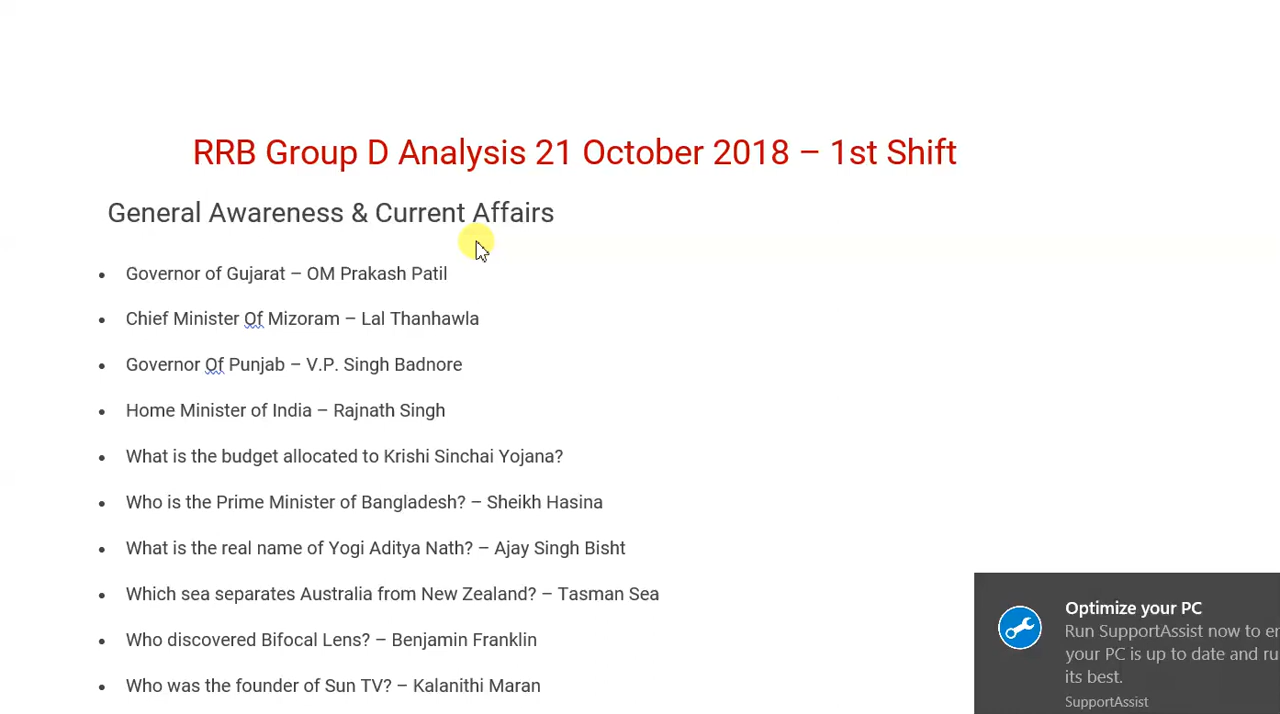 RRB Group D Analysis 21 October 2018 – 1st Shift
General Awareness & Current Affairs
• Governor of Gujarat – OM Prakash Patil
• Chief Minister Of Mizoram – Lal Thanhawla
• Governor Of Punjab – V.P. Singh Badnore
• Home Minister of India – Rajnath Singh
• What is the budget allocated to Krishi Sinchai Yojana?
• Who is the Prime Minister of Bangladesh? – Sheikh Hasina
• What is the real name of Yogi Aditya Nath? – Ajay Singh Bisht
• Which sea separates Australia from New Zealand? – Tasman Sea
• Who discovered Bifocal Lens? – Benjamin Franklin
• Who was the founder of Sun TV? – Kalanithi Maran
Optimize your PC
Run SupportAssist now to
your PC is up to date and
its best.
SupportAssist